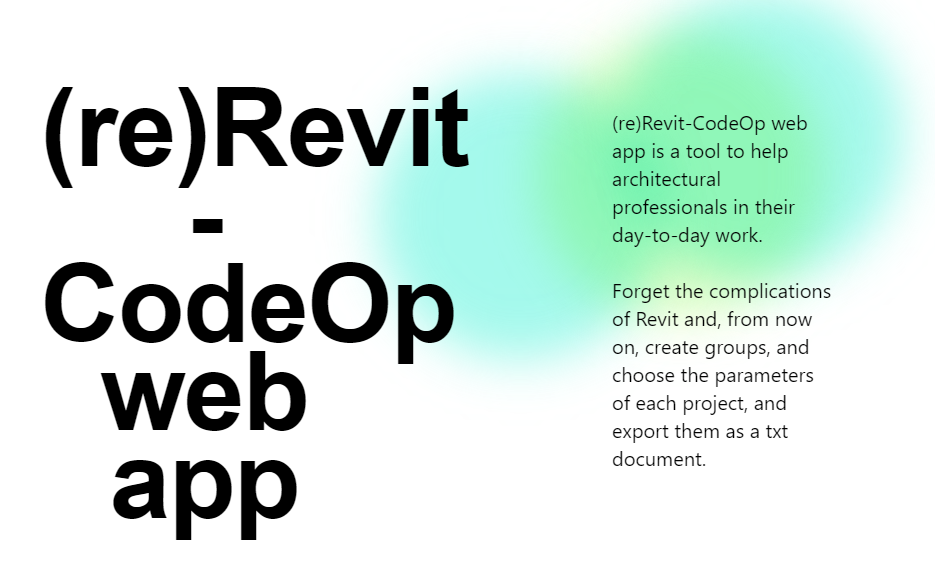 (re)Revit
-
CodeOp
web
app
(re)Revit-CodeOp web
app is a tool to help
architectural
professionals in their
day-to-day work.
Forget the complications
of Revit and, from now
on, create groups, and
choose the parameters
of each project, and
export them as a txt
document.